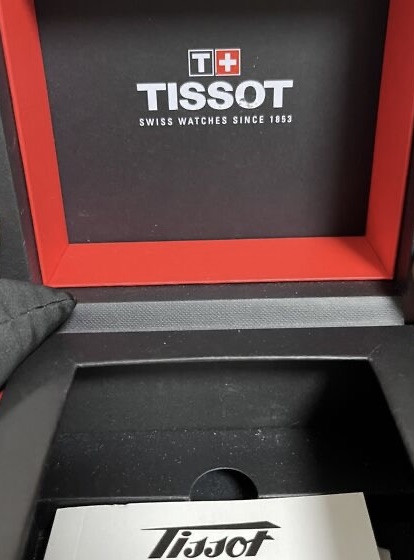 T+
TISSOT
SWISS WATCHES SINCE 1853
Tissot